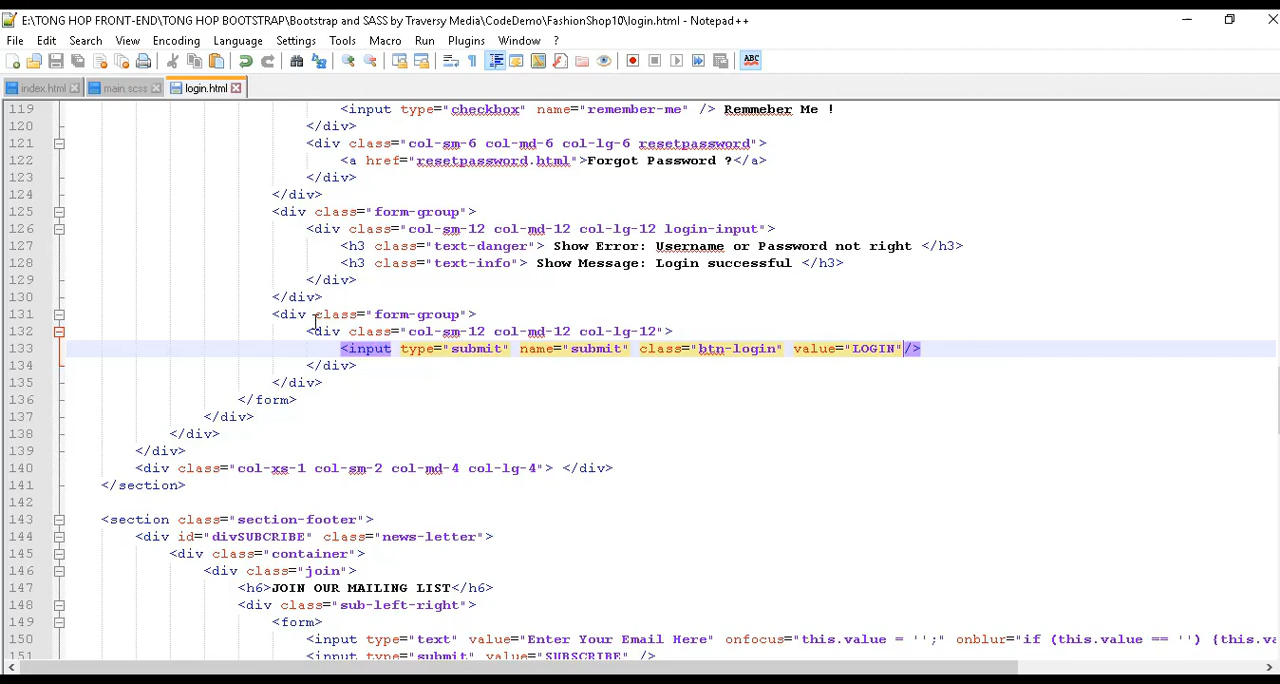 E:\TONG HOP FRONT-END\TONG HOP BOOTSTRAP\Bootstrap and SASS by Traversy Media\CodeDemo\FashionShop10\login.html - Notepad++
File Edit Search View Encoding Language Settings Tools Macro Run Plugins Window ?
ABC
index.html main.scss login.html
119 <input type="checkbox" name="remember-me" /> Remmeber Me !
120 </div>
121 <div class="col-sm-6 col-md-6 col-lg-6 resetpassword">
122 <a href="resetpassword.html">Forgot Password ?</a>
123 </div>
124 </div>
125 <div class="form-group">
126 <div class="col-sm-12 col-md-12 col-lg-12 login-input">
127 <h3 class="text-danger"> Show Error: Username or Password not right </h3>
128 <h3 class="text-info"> Show Message: Login successful </h3>
129 </div>
130 </div>
131 <div class="form-group">
132 <div class="col-sm-12 col-md-12 col-lg-12">
133 <input type="submit" name="submit" class="btn-login" value="LOGIN"/>
134 </div>
135 </div>
136 </form>
137 </div>
138 </div>
139 </div>
140 <div class="col-xs-1 col-sm-2 col-md-4 col-lg-4"> </div>
141 </section>
142
143 <section class="section-footer">
144 <div id="divSUBCRIBE" class="news-letter">
145 <div class="container">
146 <div class="join">
147 <h6>JOIN OUR MAILING LIST</h6>
148 <div class="sub-left-right">
149 <form>
150 <input type="text" value="Enter Your Email Here" onfocus="this.value = '';" onblur="if (this.value == '') {this.va
151 <input type="submit" value="SUBSCRIBE" />